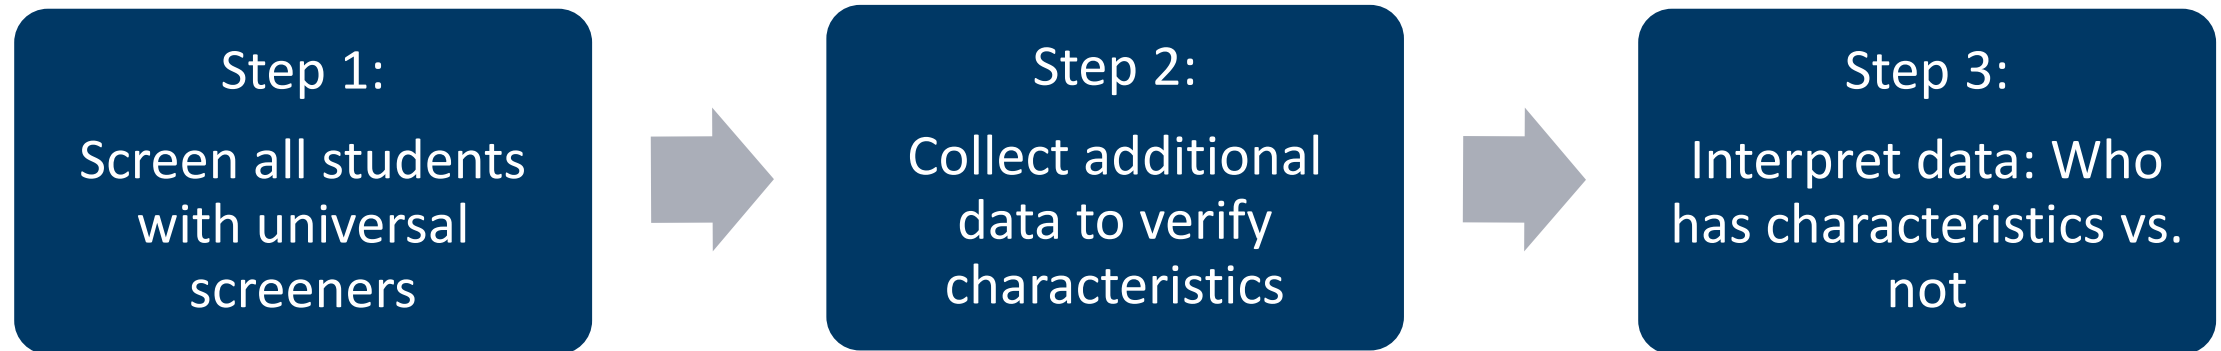 Step 1:
Screen all students
with universal
screeners
Step 2:
Collect additional
data to verify
characteristics
Step 3:
Interpret data: Who
has characteristics vs.
not